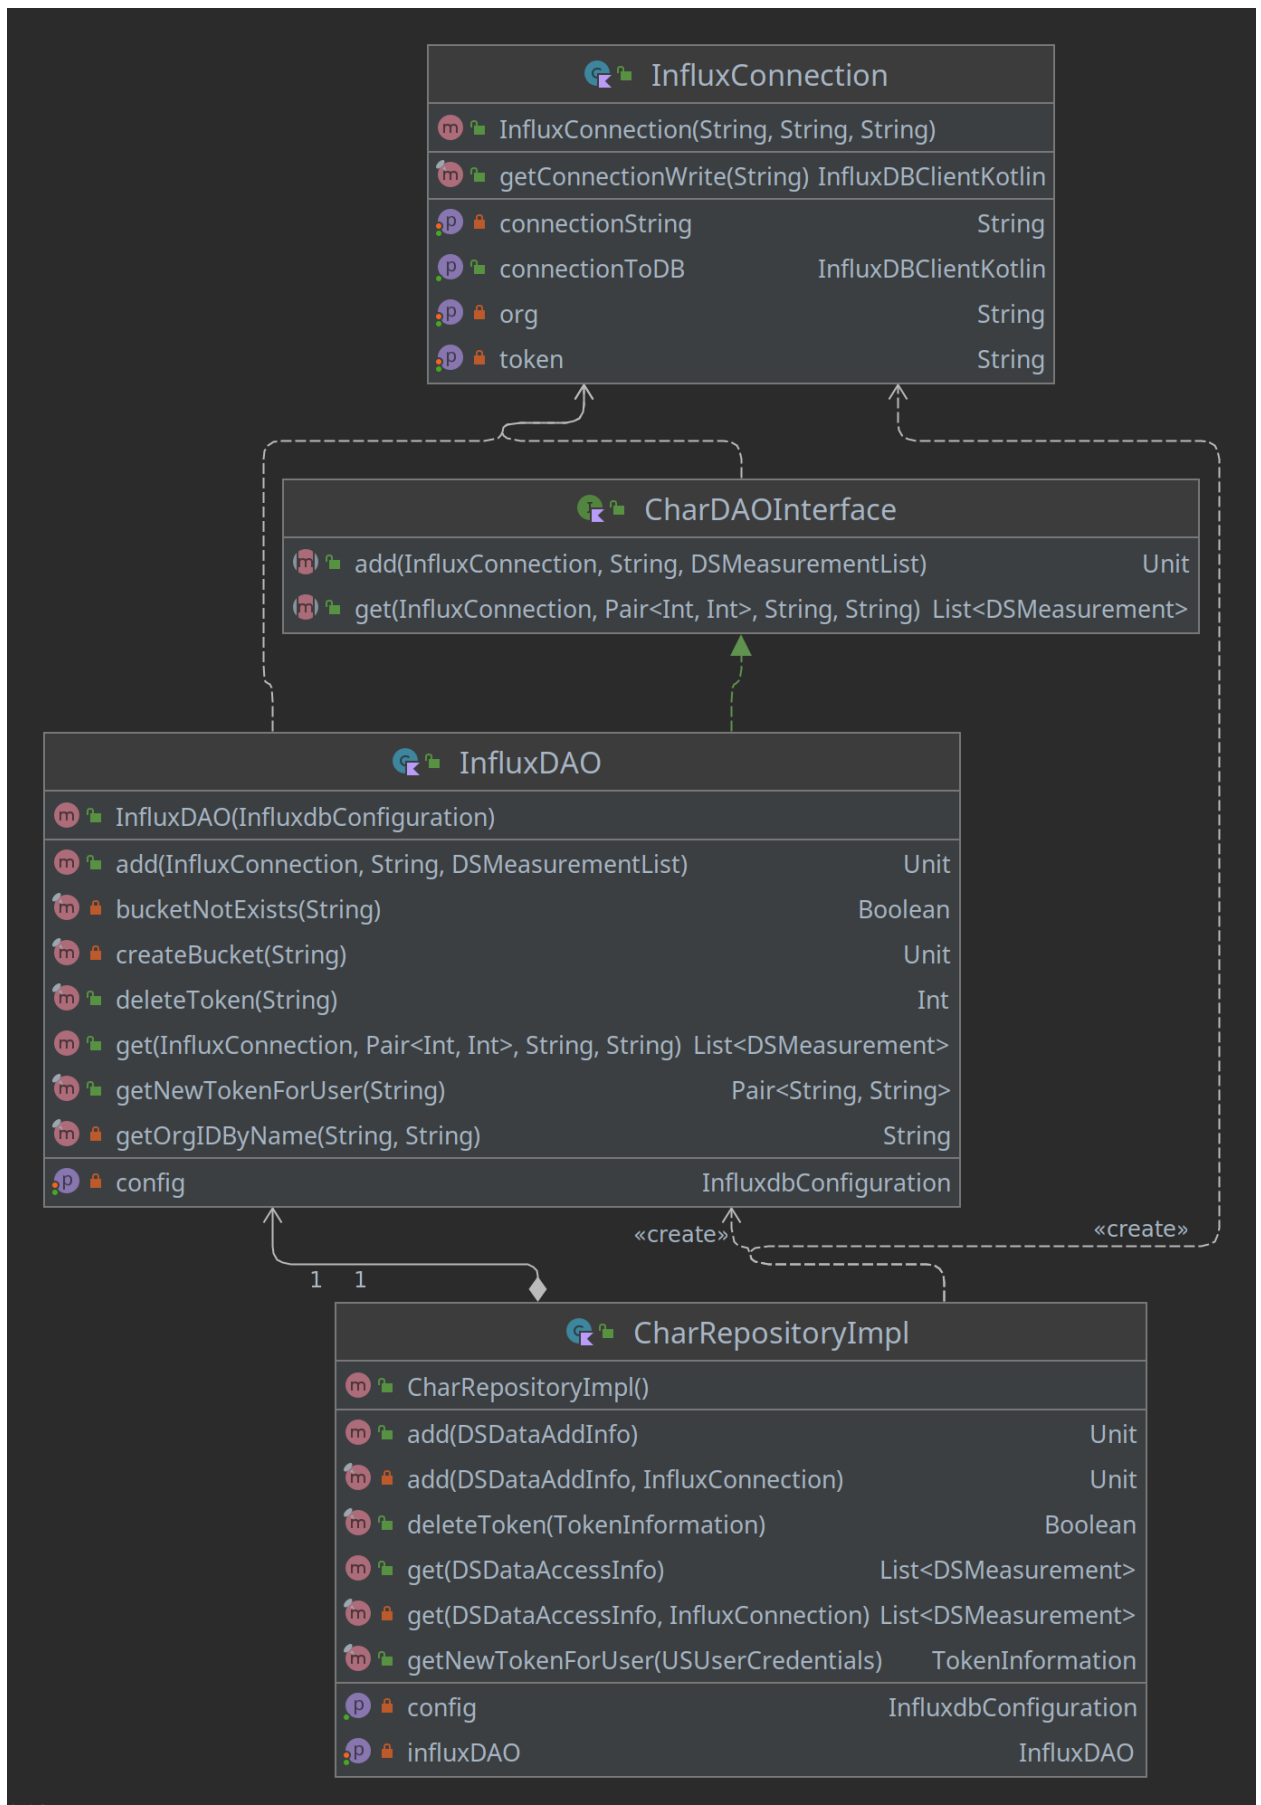 InfluxConnection
InfluxConnection(String, String, String)
getConnectionWrite(String) InfluxDBClientKotlin
connectionString String
connectionToDB InfluxDBClientKotlin
org String
token String
CharDAOInterface
add(InfluxConnection, String, DSMeasurementList) Unit
get(InfluxConnection, Pair<Int, Int>, String, String) List<DSMeasurement>
InfluxDAO
InfluxDAO(InfluxdbConfiguration)
add(InfluxConnection, String, DSMeasurementList) Unit
bucketNotExists(String) Boolean
createBucket(String) Unit
deleteToken(String) Int
get(InfluxConnection, Pair<Int, Int>, String, String) List<DSMeasurement>
getNewTokenForUser(String) Pair<String, String>
getOrgIDByName(String, String) String
config InfluxdbConfiguration
«create» «create»
1 1
CharRepositoryImpl
CharRepositoryImpl()
add(DSDataAddInfo) Unit
add(DSDataAddInfo, InfluxConnection) Unit
deleteToken(TokenInformation) Boolean
get(DSDataAccessInfo) List<DSMeasurement>
get(DSDataAccessInfo, InfluxConnection) List<DSMeasurement>
getNewTokenForUser(USUserCredentials) TokenInformation
config InfluxdbConfiguration
influxDAO InfluxDAO